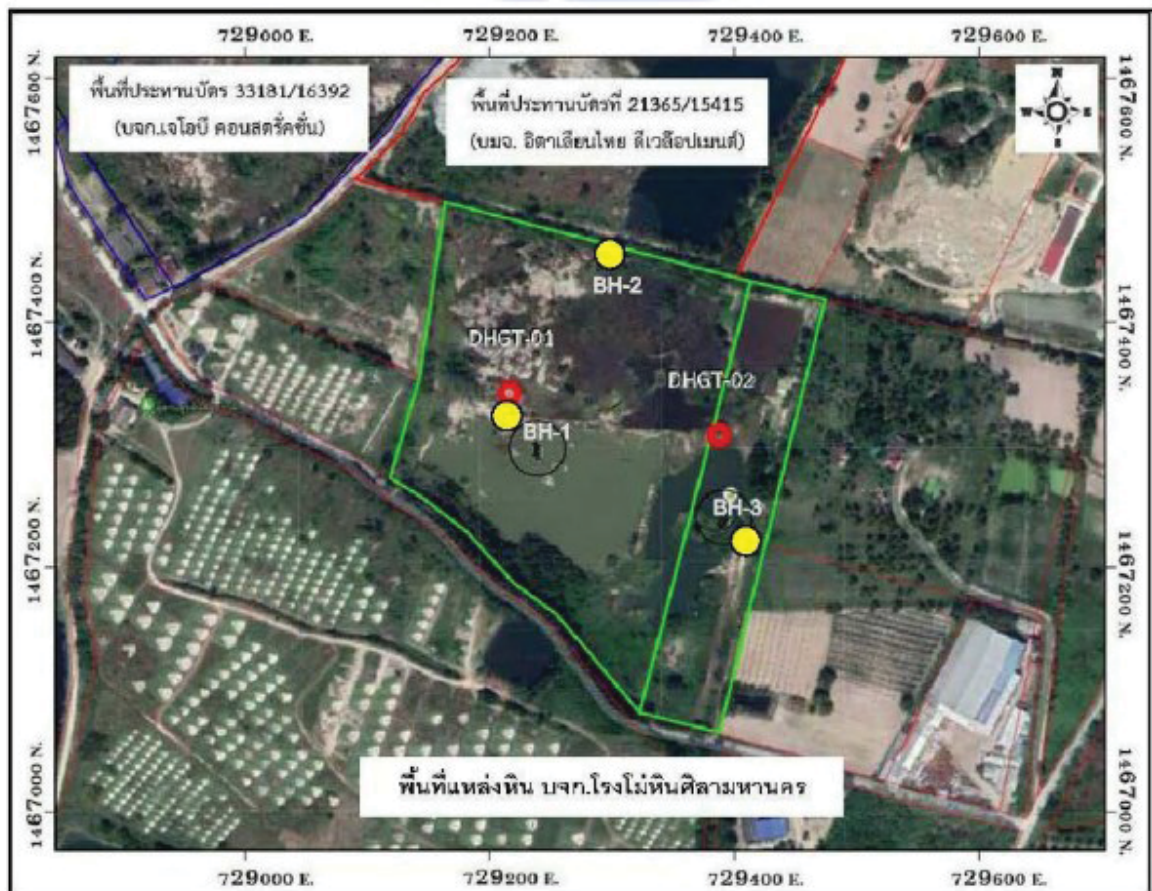 729000 E.
729200 E.
729400 E.
729600 E.
1467600 N.
1467600 N.
พื้นที่ประทานบัตร 33181/16392
(บจก.เจโอบี คอนสตรั๊คชั่น)
พื้นที่ประทานบัตรที่ 21365/15415
(บมจ. อิตาเลียนไทย ดีเวล๊อปเมนต์)
N
W
E
S
BH-2
1467400 N.
1467400 N.
DHGT-01
DHGT-02
BH-1
BH-3
1467200 N.
1467200 N.
พื้นที่แหล่งหิน บจก.โรงโม่หินศิลามหานคร
1467000 N.
1467000 N.
729000 E.
729200 E.
729400 E.
729600 E.